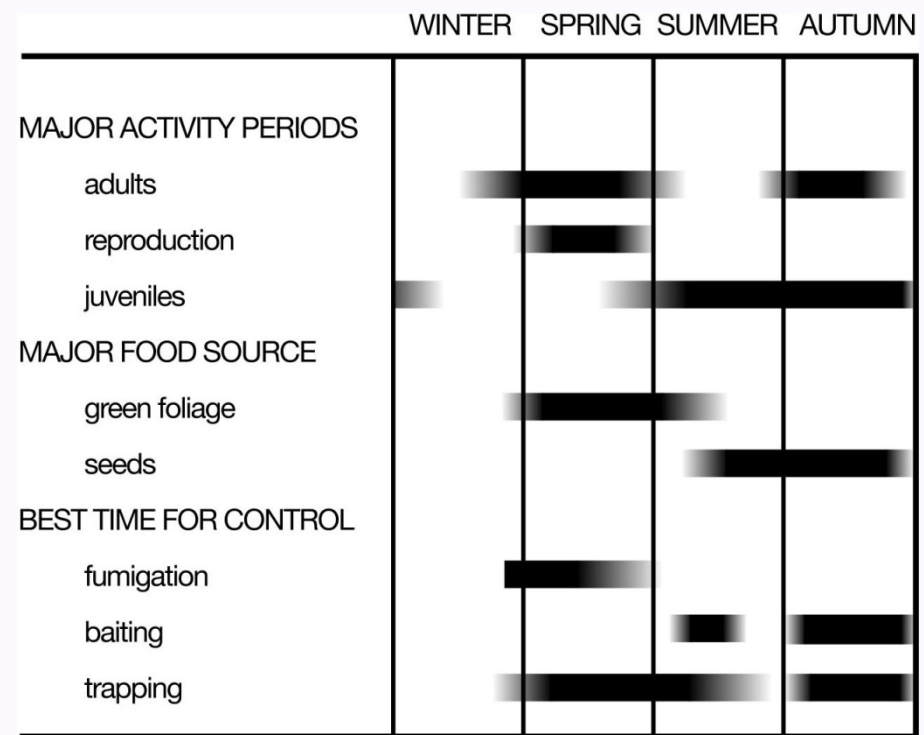 WINTER SPRING SUMMER AUTUMN
MAJOR ACTIVITY PERIODS
adults
reproduction
juveniles
MAJOR FOOD SOURCE
green foliage
seeds
BEST TIME FOR CONTROL
fumigation
baiting
trapping